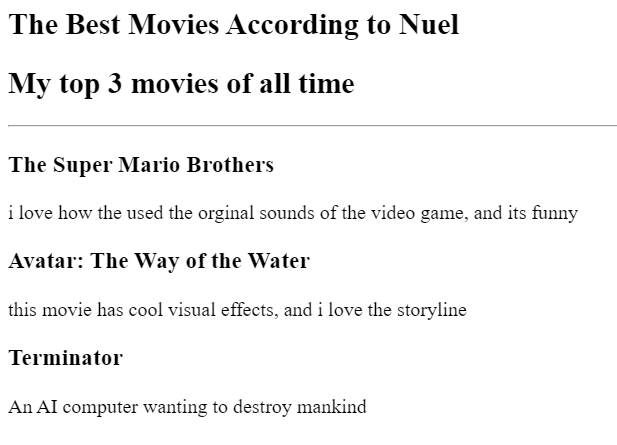 The Best Movies According to Nuel
My top 3 movies of all time
The Super Mario Brothers
i love how the used the orginal sounds of the video game, and its funny
Avatar: The Way of the Water
this movie has cool visual effects, and i love the storyline
Terminator
An AI computer wanting to destroy mankind